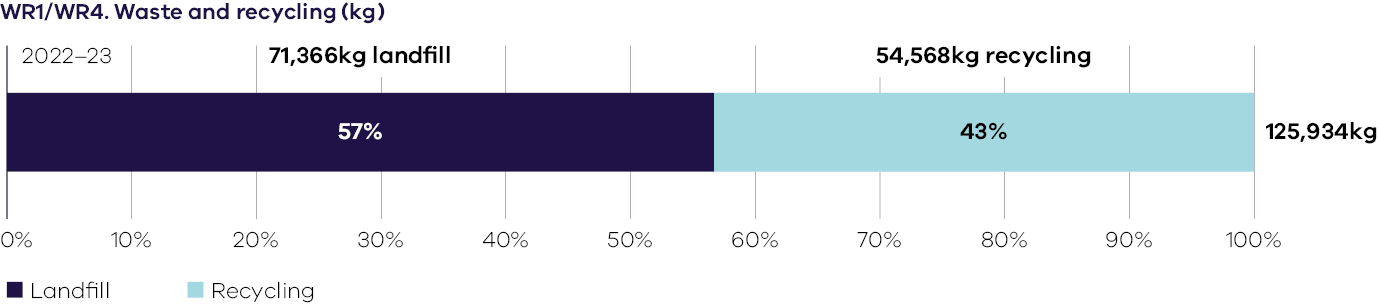 WR1/WR4. Waste and recycling (kg)
2022–23 71,366kg landfill 54,568kg recycling
57% 43% 125,934kg
0% 10% 20% 30% 40% 50% 60% 70% 80% 90% 100%
Landfill Recycling